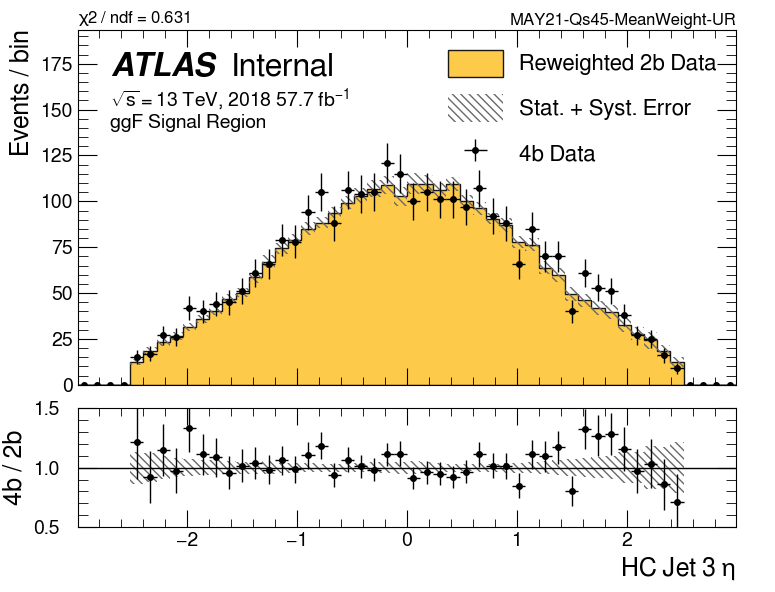 χ2 / ndf = 0.631
MAY21-Qs45-MeanWeight-UR
ATLAS Internal
√s = 13 TeV, 2018 57.7 fb⁻¹
ggF Signal Region
Reweighted 2b Data
Stat. + Syst. Error
4b Data
Events / bin
175
150
125
100
75
50
25
0
4b / 2b
1.5
1.0
0.5
−2 −1 0 1 2
HC Jet 3 η